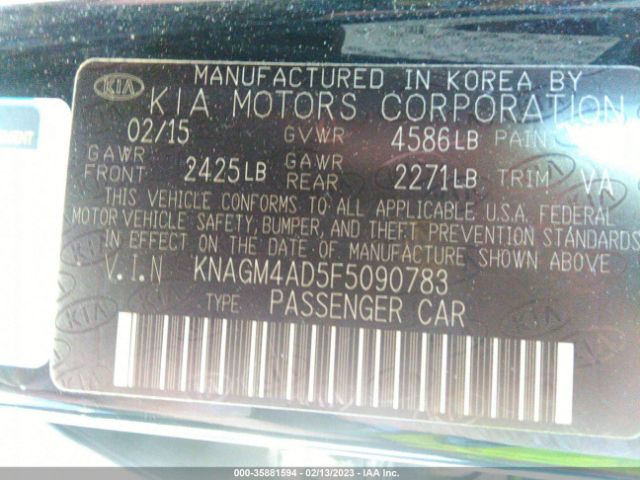 MANUFACTURED IN KOREA BY
KIA KIA MOTORS CORPORATION
02/15 GVWR 4586LB PAIN
GAWR FRONT 2425LB GAWR REAR 2271LB TRIM VA
THIS VEHICLE CONFORMS TO ALL APPLICABLE U.S.A. FEDERAL
MOTOR VEHICLE SAFETY, BUMPER, AND THEFT PREVENTION STANDARDS
IN EFFECT ON THE DATE OF MANUFACTURE SHOWN ABOVE
V.I.N KNAGM4AD5F5090783
TYPE: PASSENGER CAR
000-35881594 - 02/13/2023 - © IAA Inc.